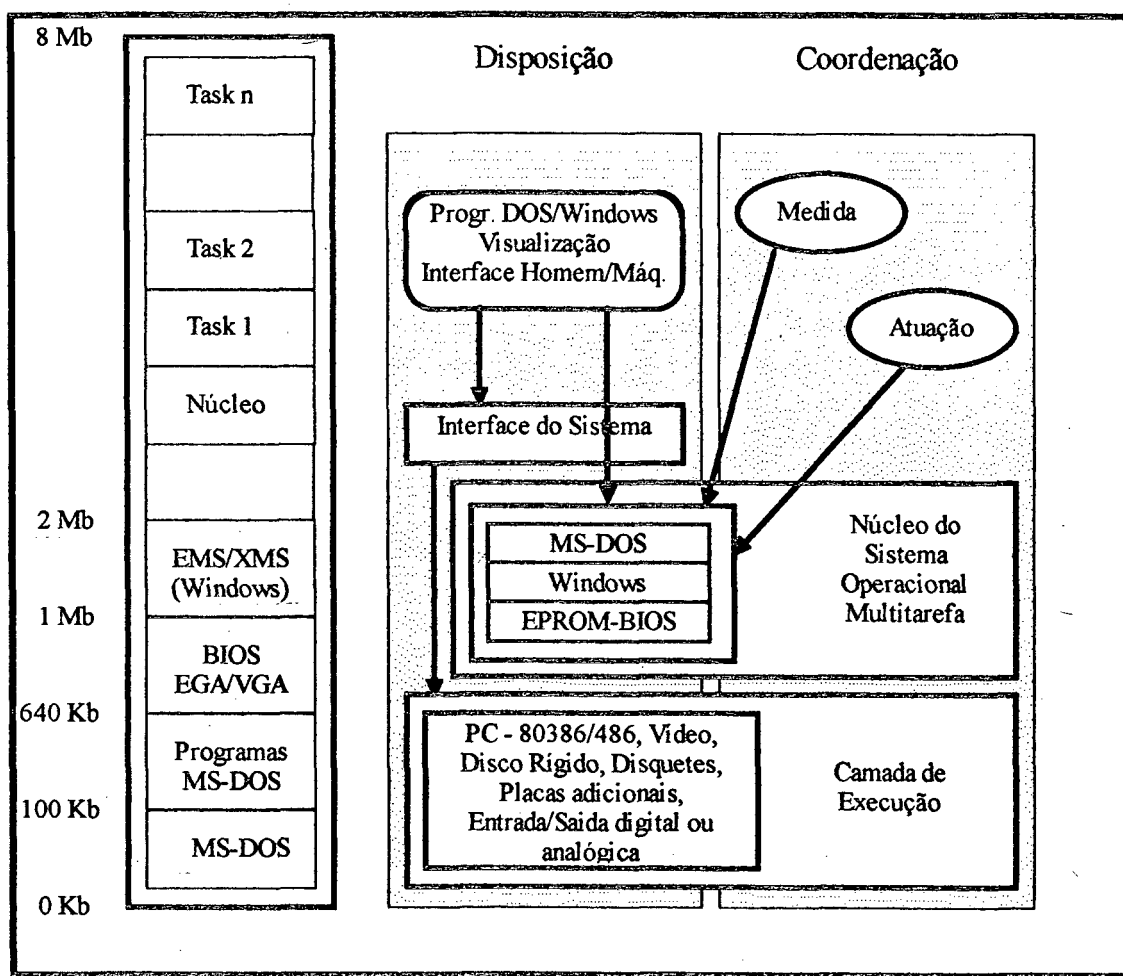 8 Mb
Task n
Task 2
Task 1
Núcleo
2 Mb
EMS/XMS
(Windows)
1 Mb
BIOS
EGA/VGA
640 Kb
Programas
MS-DOS
100 Kb
MS-DOS
0 Kb
Disposição
Coordenação
Progr. DOS/Windows
Visualização
Interface Homem/Máq.
Medida
Atuação
Interface do Sistema
MS-DOS
Windows
EPROM-BIOS
Núcleo do
Sistema
Operacional
Multitarefa
PC - 80386/486, Video,
Disco Rígido, Disquetes,
Placas adicionais,
Entrada/Saida digital ou
analógica
Camada de
Execução